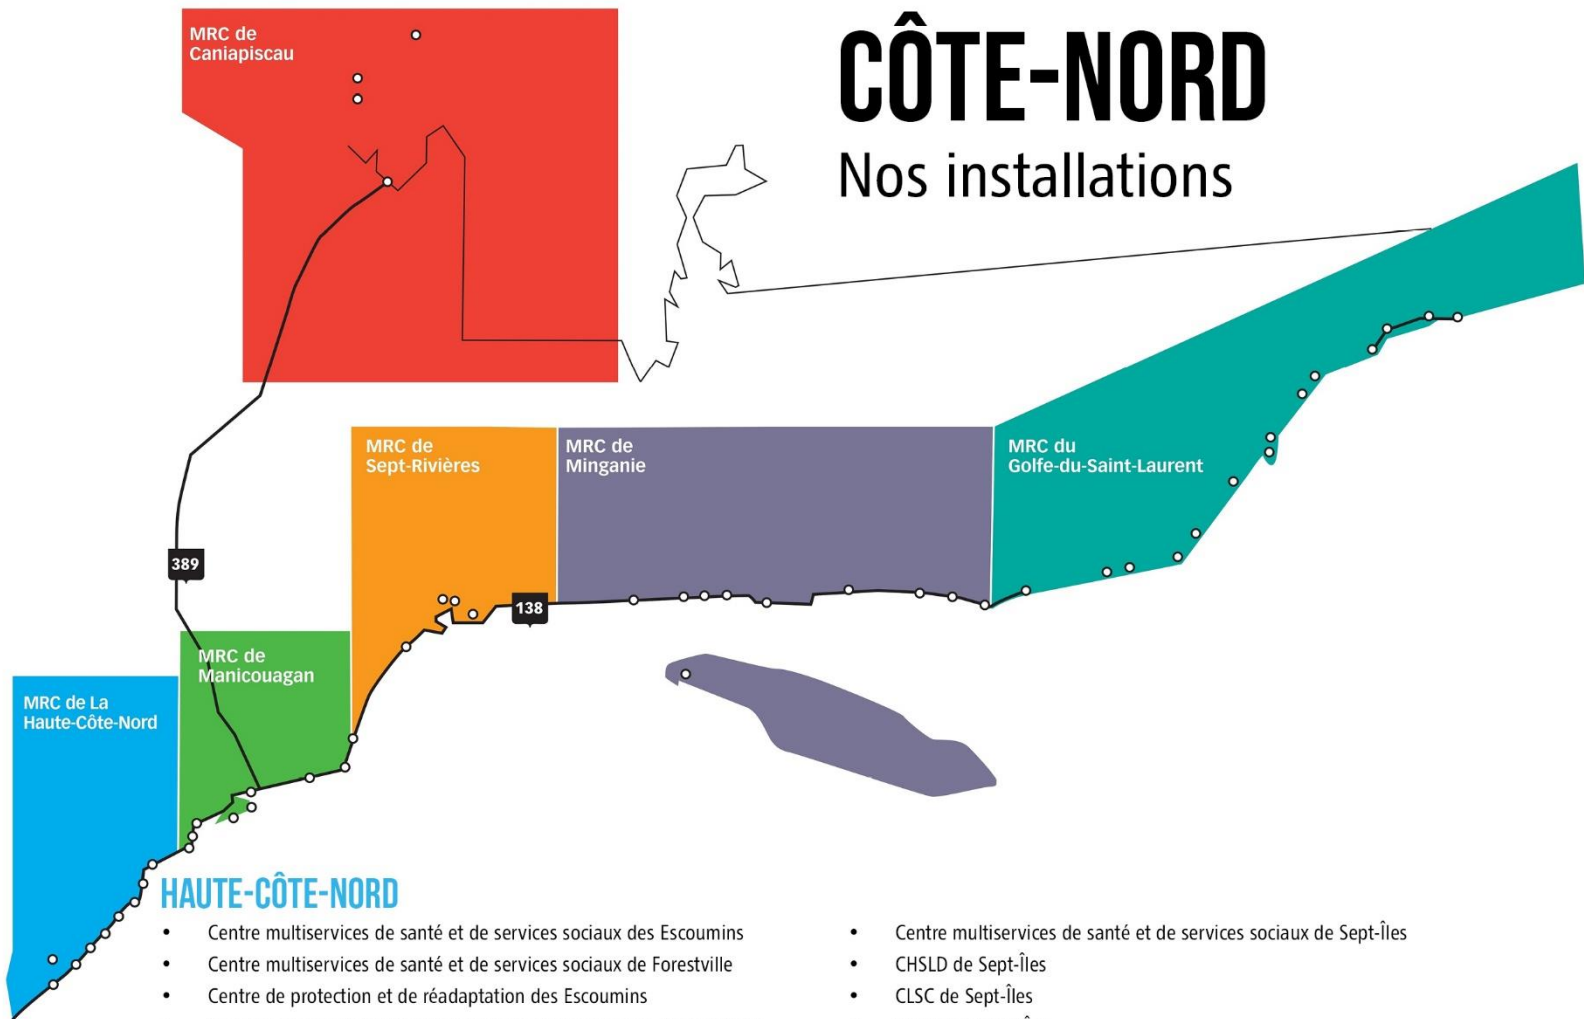 CÔTE-NORD
Nos installations
MRC de
Caniapiscau
MRC de
Sept-Rivières
MRC de
Minganie
MRC du
Golfe-du-Saint-Laurent
389
138
MRC de
Manicouagan
MRC de La
Haute-Côte-Nord
HAUTE-CÔTE-NORD
• Centre multiservices de santé et de services sociaux des Escoumins
• Centre multiservices de santé et de services sociaux de Forestville
• Centre de protection et de réadaptation des Escoumins
• Centre multiservices de santé et de services sociaux de Sept-Îles
• CHSLD de Sept-Îles
• CLSC de Sept-Îles